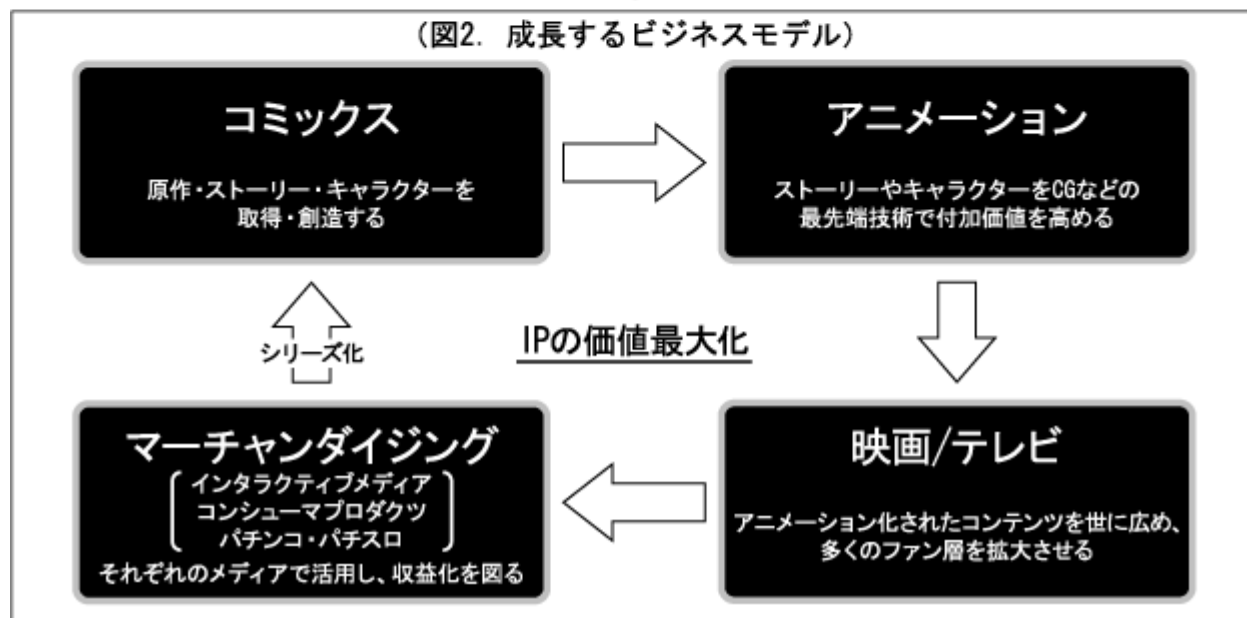 (図2. 成長するビジネスモデル)
コミックス
原作・ストーリー・キャラクターを
取得・創造する
アニメーション
ストーリーやキャラクターをCGなどの
最先端技術で付加価値を高める
シリーズ化
IPの価値最大化
マーチャンダイジング
インタラクティブメディア
コンシューマプロダクツ
パチンコ・パチスロ
それぞれのメディアで活用し、収益化を図る
映画/テレビ
アニメーション化されたコンテンツを世に広め、
多くのファン層を拡大させる